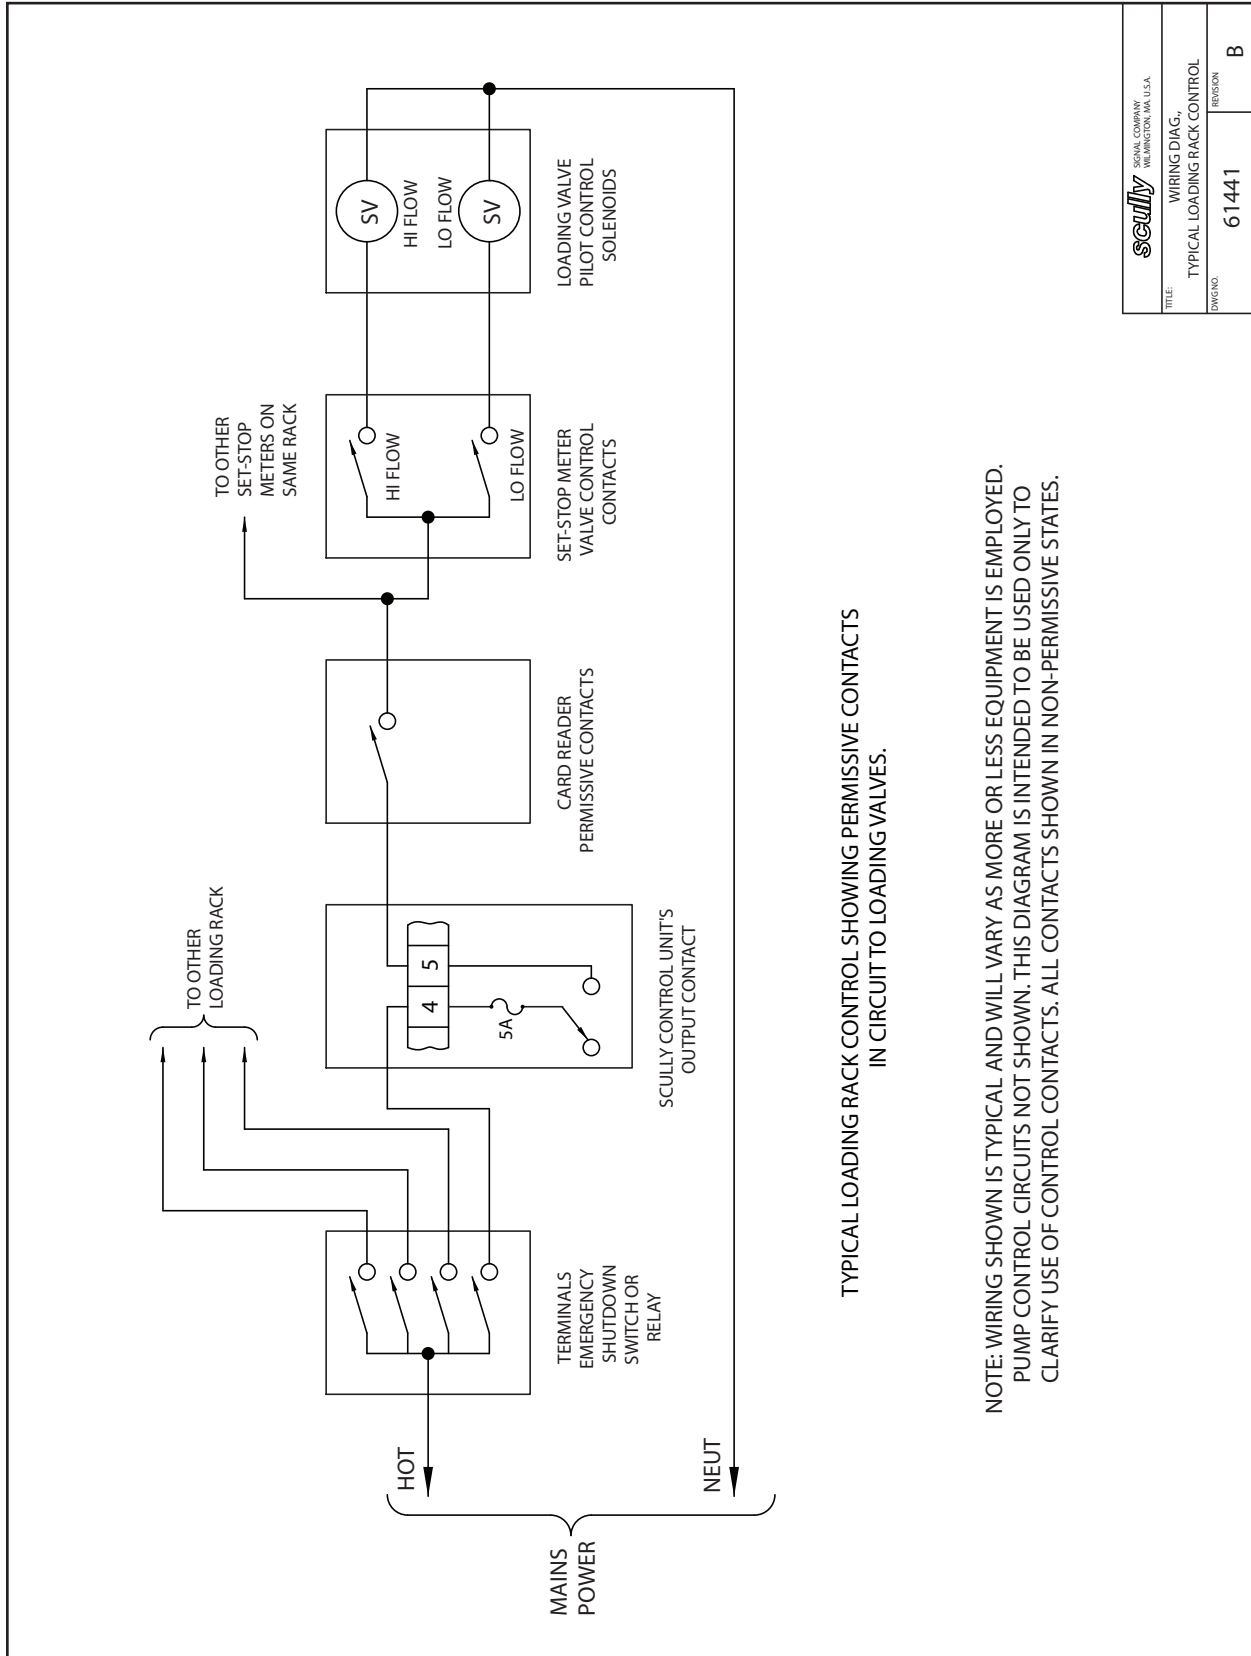 TO OTHER
LOADING RACK
TO OTHER
SET-STOP
METERS ON
SAME RACK
MAINS
POWER
HOT
NEUT
TERMINALS
EMERGENCY
SHUTDOWN
SWITCH OR
RELAY
4
5
5A
SCULLY CONTROL UNIT'S
OUTPUT CONTACT
CARD READER
PERMISSIVE CONTACTS
HI FLOW
LO FLOW
SET-STOP METER
VALVE CONTROL
CONTACTS
SV
HI FLOW
LO FLOW
SV
LOADING VALVE
PILOT CONTROL
SOLENOIDS
TYPICAL LOADING RACK CONTROL SHOWING PERMISSIVE CONTACTS
IN CIRCUIT TO LOADING VALVES.
NOTE: WIRING SHOWN IS TYPICAL AND WILL VARY AS MORE OR LESS EQUIPMENT IS EMPLOYED.
PUMP CONTROL CIRCUITS NOT SHOWN. THIS DIAGRAM IS INTENDED TO BE USED ONLY TO
CLARIFY USE OF CONTROL CONTACTS. ALL CONTACTS SHOWN IN NON-PERMISSIVE STATES.
scully SIGNAL COMPANY
WILMINGTON, MA. U.S.A.
TITLE:
WIRING DIAG.,
TYPICAL LOADING RACK CONTROL
DWG NO.
61441
REVISION
B